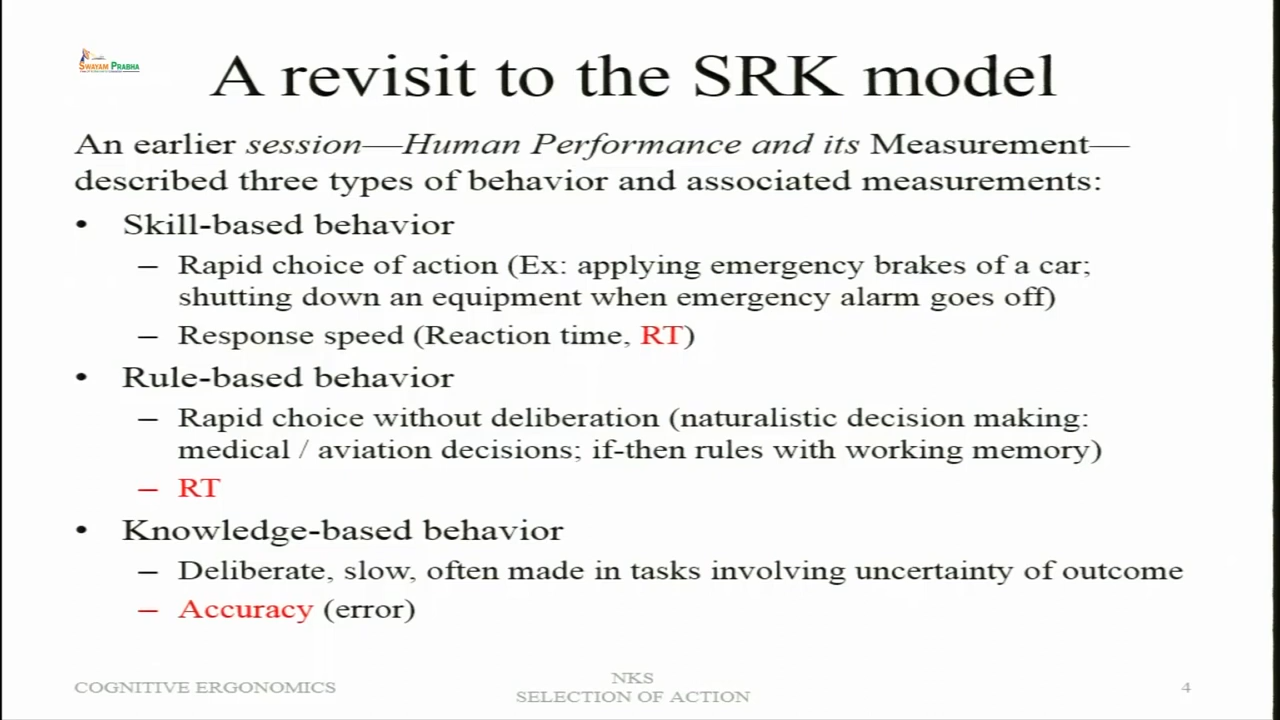 SWAYAM PRABHA
A revisit to the SRK model
An earlier session—Human Performance and its Measurement—
described three types of behavior and associated measurements:
• Skill-based behavior
– Rapid choice of action (Ex: applying emergency brakes of a car;
shutting down an equipment when emergency alarm goes off)
– Response speed (Reaction time, RT)
• Rule-based behavior
– Rapid choice without deliberation (naturalistic decision making:
medical / aviation decisions; if-then rules with working memory)
– RT
• Knowledge-based behavior
– Deliberate, slow, often made in tasks involving uncertainty of outcome
– Accuracy (error)
COGNITIVE ERGONOMICS
NKS
SELECTION OF ACTION
4